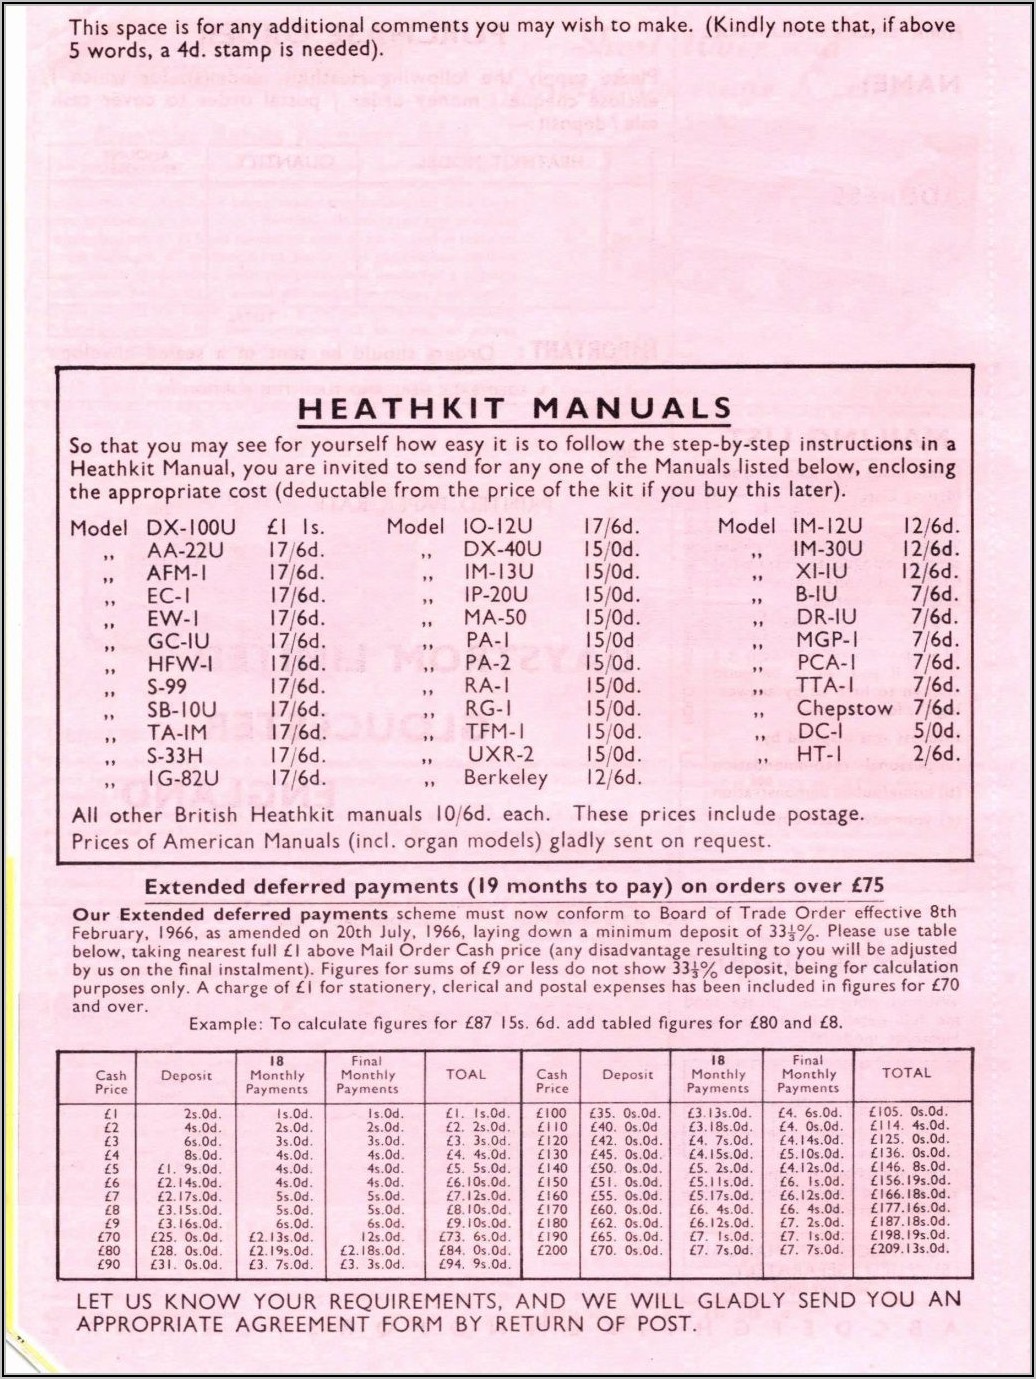 This space is for any additional comments you may wish to make. (Kindly note that, if above
5 words, a 4d. stamp is needed).
HEATHKIT MANUALS
So that you may see for yourself how easy it is to follow the step-by-step instructions in a
Heathkit Manual, you are invited to send for any one of the Manuals listed below, enclosing
the appropriate cost (deductable from the price of the kit if you buy this later).
Model DX-100U £1 1s. Model IO-12U 17/6d. Model IM-12U 12/6d.
,, AA-22U 17/6d. ,, DX-40U 15/0d. ,, IM-30U 12/6d.
,, AFM-1 17/6d. ,, IM-13U 15/0d. ,, XI-IU 12/6d.
,, EC-1 17/6d. ,, IP-20U 15/0d. ,, B-IU 7/6d.
,, EW-1 17/6d. ,, MA-50 15/0d. ,, DR-IU 7/6d.
,, GC-IU 17/6d. ,, PA-1 15/0d ,, MGP-1 7/6d.
,, HFW-1 17/6d. ,, PA-2 15/0d. ,, PCA-1 7/6d.
,, S-99 17/6d. ,, RA-1 15/0d. ,, TTA-1 7/6d.
,, SB-10U 17/6d. ,, RG-1 15/0d. ,, Chepstow 7/6d.
,, TA-IM 17/6d. ,, TFM-1 15/0d. ,, DC-1 5/0d.
,, S-33H 17/6d. ,, UXR-2 15/0d. ,, HT-1 2/6d.
,, IG-82U 17/6d. ,, Berkeley 12/6d.
All other British Heathkit manuals 10/6d. each. These prices include postage.
Prices of American Manuals (incl. organ models) gladly sent on request.
Extended deferred payments (19 months to pay) on orders over £75
Our Extended deferred payments scheme must now conform to Board of Trade Order effective 8th
February, 1966, as amended on 20th July, 1966, laying down a minimum deposit of 33⅓%. Please use table
below, taking nearest full £1 above Mail Order Cash price (any disadvantage resulting to you will be adjusted
by us on the final instalment). Figures for sums of £9 or less do not show 33⅓% deposit, being for calculation
purposes only. A charge of £1 for stationery, clerical and postal expenses has been included in figures for £70
and over.
Example: To calculate figures for £87 15s. 6d. add tabled figures for £80 and £8.
Cash Price Deposit 18 Monthly Payments Final Monthly Payments TOAL Cash Price Deposit 18 Monthly Payments Final Monthly Payments TOTAL
£1 2s.0d. 1s.0d. 1s.0d. £1. 1s.0d. £100 £35. 0s.0d. £3.13s.0d. £4. 6s.0d. £105. 0s.0d.
£2 4s.0d. 2s.0d. 2s.0d. £2. 2s.0d. £110 £40. 0s.0d £3.18s.0d. £4. 0s.0d. £114. 4s.0d.
£3 6s.0d. 3s.0d. 3s.0d. £3. 3s.0d. £120 £42. 0s.0d. £4. 7s.0d. £4.14s.0d. £125. 0s.0d.
£4 8s.0d. 4s.0d. 4s.0d. £4. 4s.0d. £130 £45. 0s.0d. £4.15s.0d. £5.10s.0d. £136. 0s.0d.
£5 £1. 9s.0d. 4s.0d. 4s.0d. £5. 5s.0d. £140 £50. 0s.0d. £5. 2s.0d. £4.12s.0d. £146. 8s.0d.
£6 £2.14s.0d. 4s.0d. 4s.0d. £6.10s.0d. £150 £51. 0s.0d. £5.11s.0d. £6. 1s.0d. £156.19s.0d.
£7 £2.17s.0d. 5s.0d. 5s.0d. £7.12s.0d. £160 £55. 0s.0d. £5.17s.0d. £6.12s.0d. £166.18s.0d.
£8 £3.15s.0d. 5s.0d. 5s.0d. £8.10s.0d. £170 £60. 0s.0d. £6. 4s.0d. £6. 4s.0d. £177.16s.0d.
£9 £3.16s.0d. 6s.0d. 6s.0d. £9.10s.0d. £180 £62. 0s.0d. £6.12s.0d. £7. 2s.0d. £187.18s.0d.
£70 £25. 0s.0d. £2.13s.0d. 12s.0d. £73. 6s.0d. £190 £65. 0s.0d. £7. 1s.0d. £7. 1s.0d. £198.19s.0d.
£80 £28. 0s.0d. £2.19s.0d. £2.18s.0d. £84. 0s.0d. £200 £70. 0s.0d. £7. 7s.0d. £7. 7s.0d. £209.13s.0d.
£90 £31. 0s.0d. £3. 7s.0d. £3. 3s.0d. £94. 9s.0d.
LET US KNOW YOUR REQUIREMENTS, AND WE WILL GLADLY SEND YOU AN
APPROPRIATE AGREEMENT FORM BY RETURN OF POST.